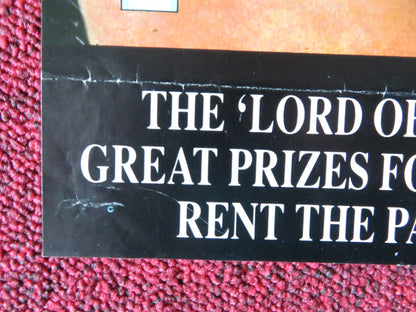 THE ‘LORD OF
GREAT PRIZES FO
RENT THE PA